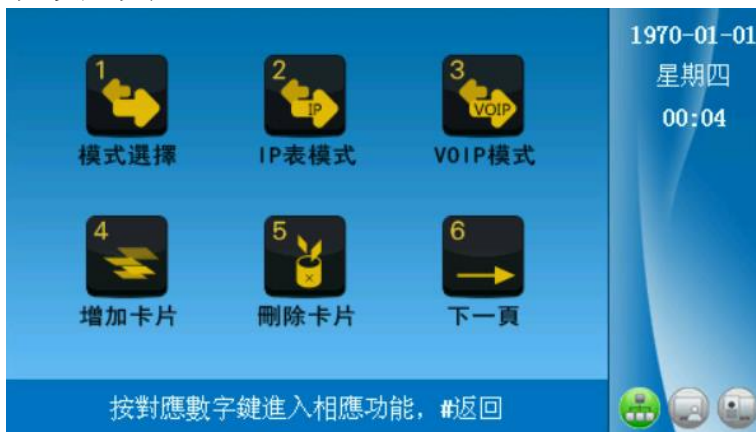 1970-01-01
星期四
00:04
1
2
IP
3
VOIP
模式選擇
IP表模式
VOIP模式
4
5
6
增加卡片
刪除卡片
下一頁
按對應數字鍵進入相應功能，#返回